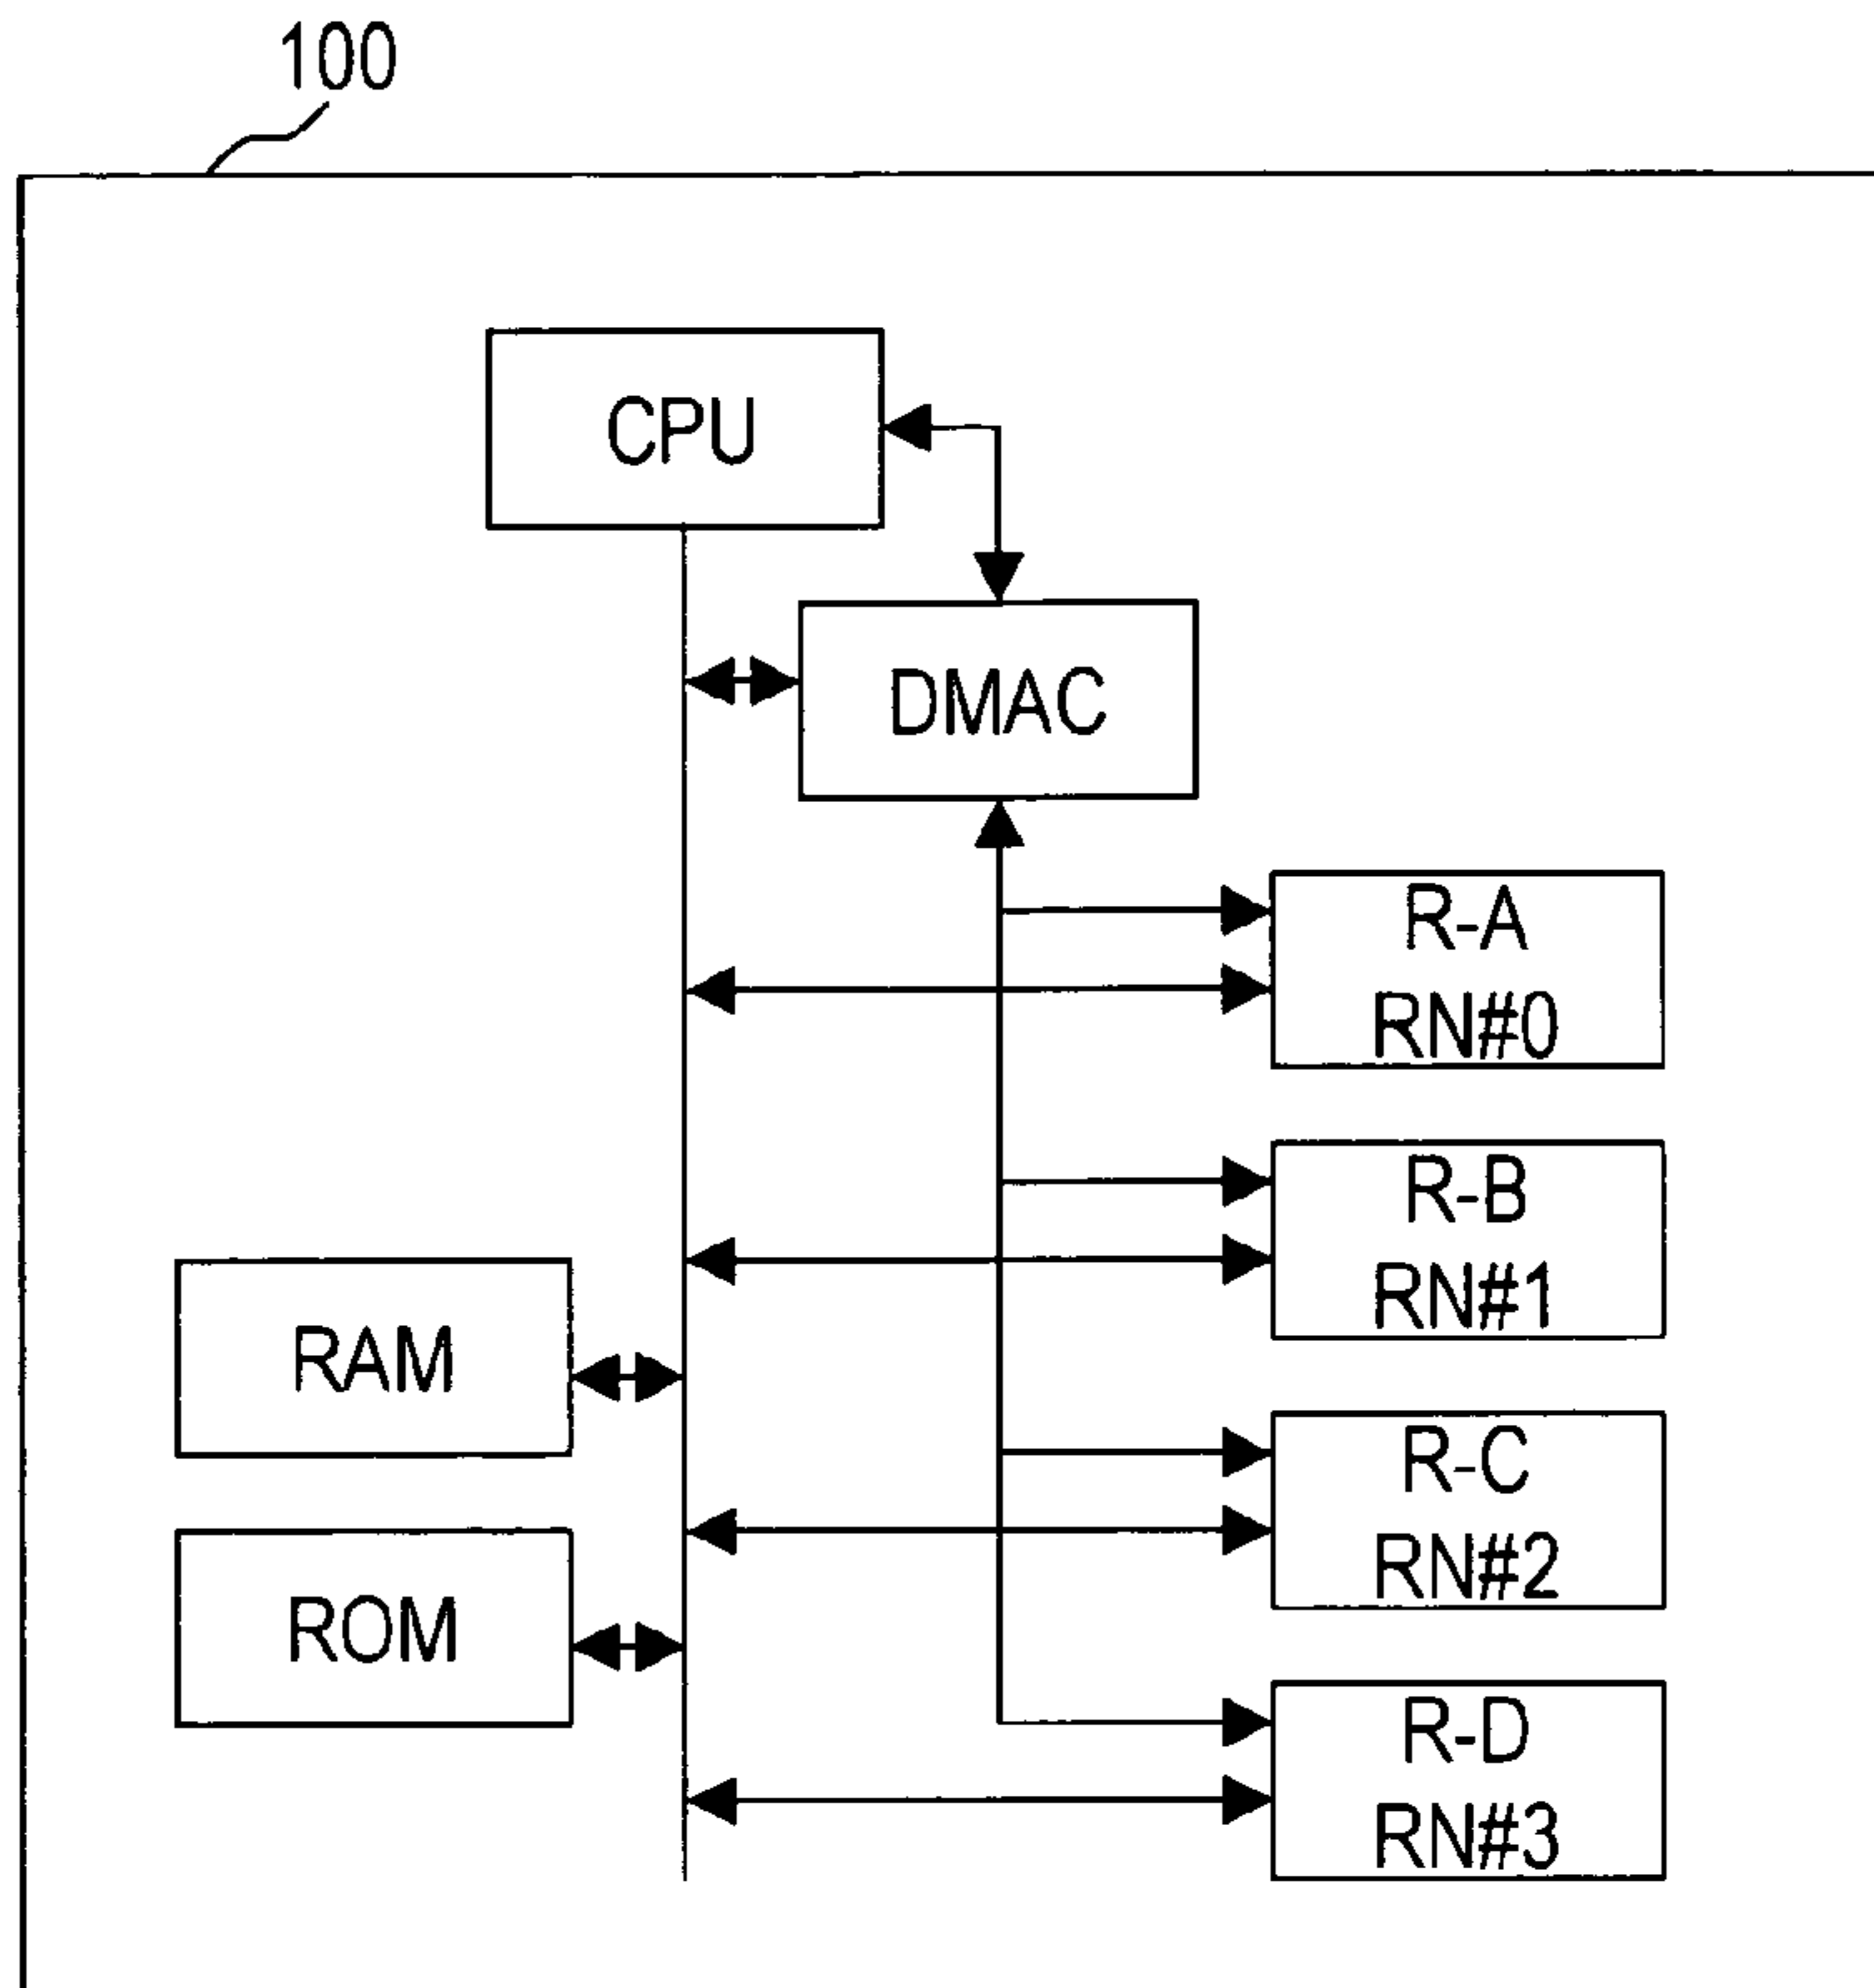 100
CPU
DMAC
R-A
RN#0
R-B
RN#1
RAM
R-C
RN#2
ROM
R-D
RN#3